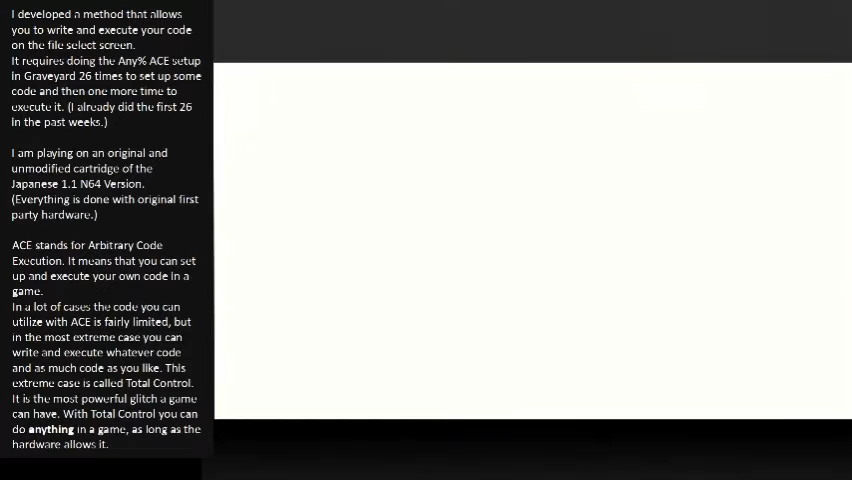 I developed a method that allows
you to write and execute your code
on the file select screen.
It requires doing the Any% ACE setup
in Graveyard 26 times to set up some
code and then one more time to
execute it. (I already did the first 26
in the past weeks.)
I am playing on an original and
unmodified cartridge of the
Japanese 1.1 N64 Version.
(Everything is done with original first
party hardware.)
ACE stands for Arbitrary Code
Execution. It means that you can set
up and execute your own code in a
game.
In a lot of cases the code you can
utilize with ACE is fairly limited, but
in the most extreme case you can
write and execute whatever code
and as much code as you like. This
extreme case is called Total Control.
It is the most powerful glitch a game
can have. With Total Control you can
do anything in a game, as long as the
hardware allows it.